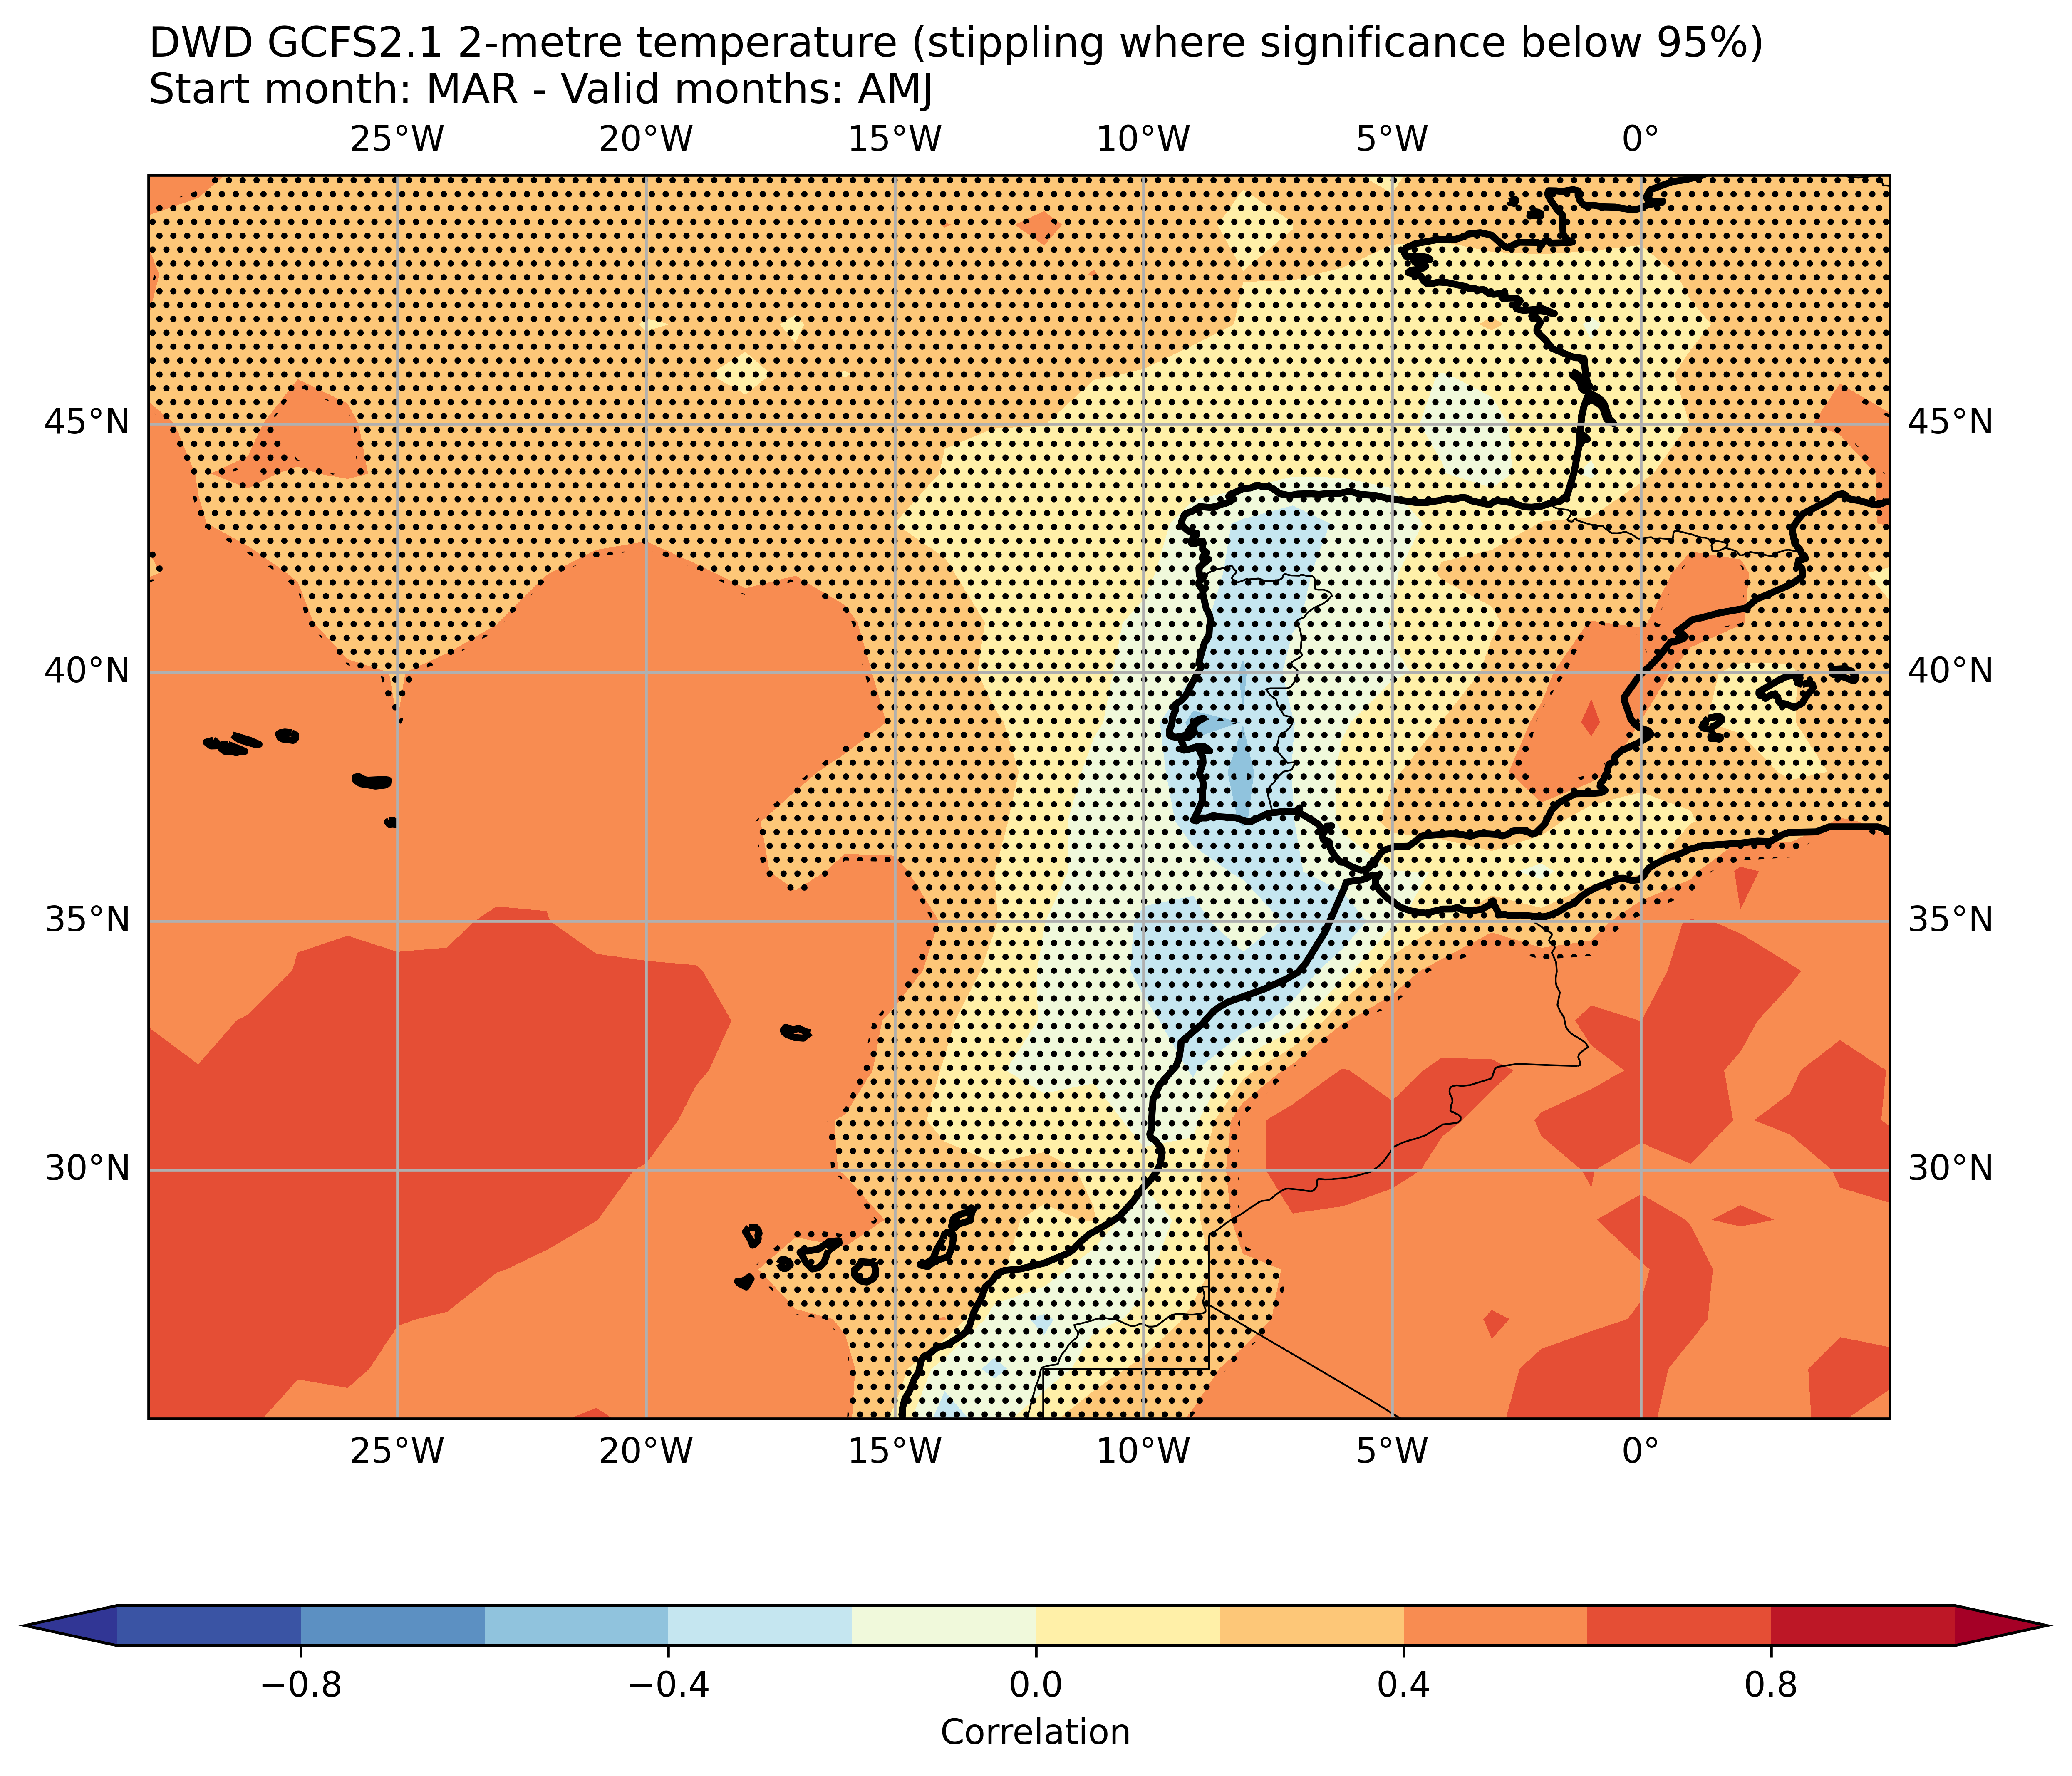 DWD GCFS2.1 2-metre temperature (stippling where significance below 95%)
Start month: MAR - Valid months: AMJ
25°W 20°W 15°W 10°W 5°W 0°
45°N 45°N
40°N 40°N
35°N 35°N
30°N 30°N
25°W 20°W 15°W 10°W 5°W 0°
−0.8 −0.4 0.0 0.4 0.8
Correlation